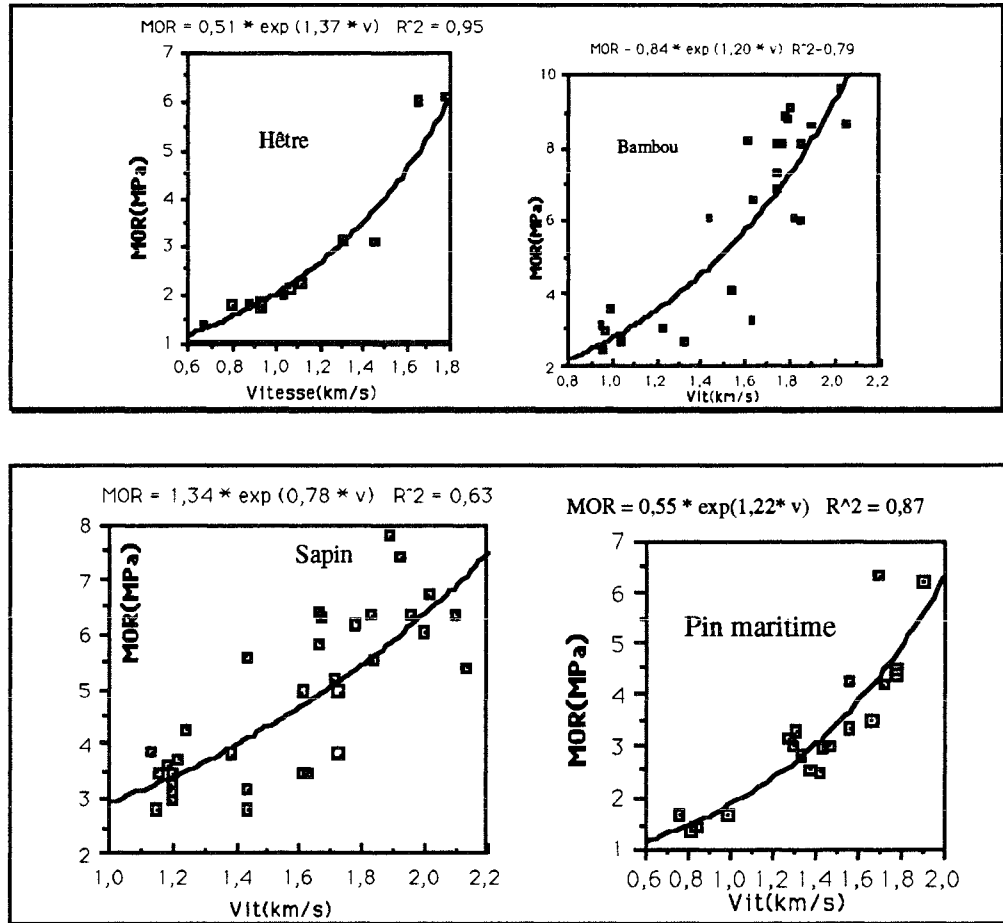 MOR = 0,51 * exp (1,37 * v) R^2 = 0,95
7
6
5
4
3
2
1
MOR(MPa)
Hêtre
0,6 0,8 1,0 1,2 1,4 1,6 1,8
Vitesse(km/s)
MOR - 0,84 * exp (1,20 * v) R^2-0,79
10
8
6
4
2
MOR(MPa)
Bambou
0,8 1,0 1,2 1,4 1,6 1,8 2,0 2,2
Vit(km/s)
MOR = 1,34 * exp (0,78 * v) R^2 = 0,63
8
7
6
5
4
3
2
MOR(MPa)
Sapin
1,0 1,2 1,4 1,6 1,8 2,0 2,2
Vit(km/s)
MOR = 0,55 * exp(1,22* v) R^2 = 0,87
7
6
5
4
3
2
1
MOR(MPa)
Pin maritime
0,6 0,8 1,0 1,2 1,4 1,6 1,8 2,0
Vit(km/s)